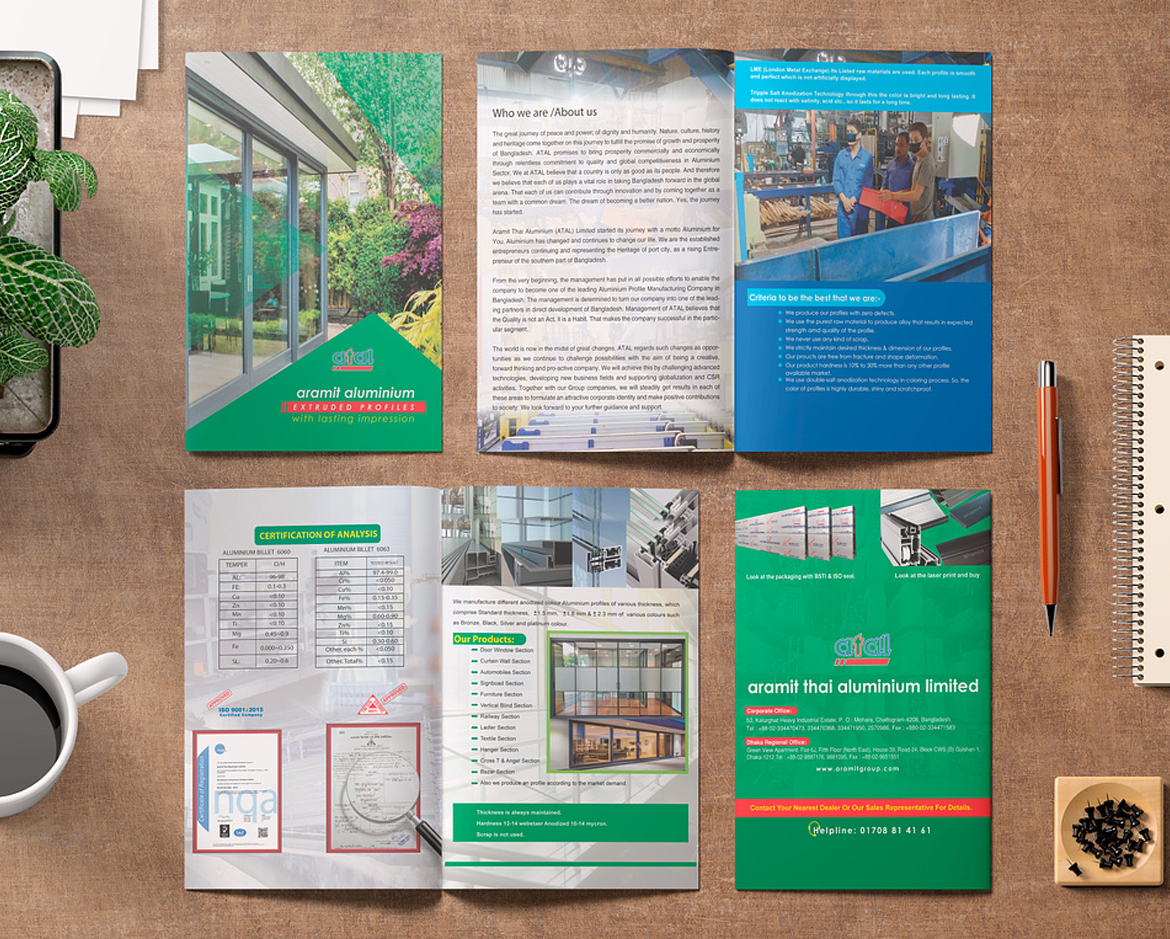 atal
aramit aluminium
EXTRUDED PROFILES
with lasting impression
Who we are /About us
The great journey of peace and power; of dignity and humanity. Nature, culture, history
and heritage come together on this journey to fulfill the promise of growth and prosperity
of Bangladesh. ATAL promises to bring prosperity commercially and economically
through relentless commitment to quality and global competitiveness in Aluminium
Sector. We at ATAL believe that a country is only as good as its people. And therefore
we believe that each of us plays a vital role in taking Bangladesh forward in the global
arena. That each of us can contribute through innovation and by coming together as a
team with a common dream. The dream of becoming a better nation. Yes, the journey
has started.
Aramit Thai Aluminium (ATAL) Limited started its journey with a motto Aluminium for
You. Aluminium has changed and continues to change our life. We are the established
entrepreneurs continuing and representing the Heritage of port city, as a rising Entre-
preneur of the southern part of Bangladesh.
From the very beginning, the management has put in all possible efforts to enable the
company to become one of the leading Aluminium Profile Manufacturing Company in
Bangladesh. The management is determined to turn our company into one of the lead-
ing partners in direct development of Bangladesh. Management of ATAL believes that
the Quality is not an Act, it is a Habit. That makes the company successful in the partic-
ular segment.
The world is now in the midst of great changes. ATAL regards such changes as oppor-
tunities as we continue to challenge possibilities with the aim of being a creative,
forward thinking and pro-active company. We will achieve this by challenging advanced
technologies, developing new business fields and supporting globalization and CSR
activities. Together with our Group companies, we will steadily get results in each of
these areas to formulate an attractive corporate identity and make positive contributions
to society. We look forward to your further guidance and support.
LME (London Metal Exchange) its Listed raw materials are used. Each profile is smooth
and perfect which is not artificially displayed.
Tripple Salt Anodization Technology through this the color is bright and long lasting. It
does not react with salinity, acid etc., so it lasts for a long time.
Criteria to be the best that we are:-
We produce our profiles with zero defects.
We use the purest raw material to produce alloy that results in expected
strength and quality of the profile.
We never use any kind of scrap.
We strictly maintain desired thickness & dimension of our profiles.
Our proucts are free from fracture and shape deformation.
Our product hardness is 10% to 30% more than any other profile
available market.
We use double-salt anodization technology in coloring process. So, the
color of profiles is highly durable, shiny and scratchproof.
CERTIFICATION OF ANALYSIS
ALUMINIUM BILLET 6060
TEMPER O/H
AL: 96-98
FE: 0.1-0.3
Cu <0.10
Zn <0.10
Mn <0.10
Ti <0.10
Mg 0.45-0.9
Fe 0.000-0.350
SL: 0.20-0.6
ALUMINIUM BILLET 6063
ITEM TESTED RESULT
Al% 97.4-99.0
Cr% <0.050
Cu% <0.10
Fe% 0.15-0.35
Mn% <0.15
Mg% 0.60-0.90
Zn% <0.15
Ti% <0.10
Si 0.30-0.60
Other, each % <0.050
Other, Total% <0.15
APPROVED
ISO 9001:2015
Certified Company
APPROVED
Certificate of Registration
nqa
We manufacture different anodized colour Aluminium profiles of various thickness, which
comprise Standard thickness, ±1.5 mm, ±1.8 mm & ± 2.3 mm of various colours such
as Bronze, Black, Silver and platinum colour.
Our Products:
Door Window Section
Curtain Wall Section
Automobiles Section
Signboad Section
Furniture Section
Vertical Blind Section
Railway Section
Lader Section
Textile Section
Hanger Section
Cross T & Angel Section
Bazar Section
Also we produce an profile according to the market demand.
Thickness is always maintained.
Hardness 12-14 webstaer Anodized 10-14 mycron.
Scrap is not used.
Look at the packaging with BSTI & ISO seal.
Look at the laser print and buy
atal
aramit thai aluminium limited
Corporate Office:
53, Kalurghat Heavy Industrial Estate, P. O.: Mohara, Chattogram-4208, Bangladesh.
Tel : +88-02-334470473, 334470358, 334471950, 2570986, Fax : +880-02-334471583
Dhaka Regional Office:
Green View Apartment, Flat-6J, Fifth Floor (North East), House-39, Road-24, Block-CWS (B) Gulshan-1,
Dhaka-1212 Tel : +88-02-9887176, 9881095, Fax : +88-02-9851551
www.aramitgroup.com
Contact Your Nearest Dealer Or Our Sales Representative For Details.
Helpline: 01708 81 41 61